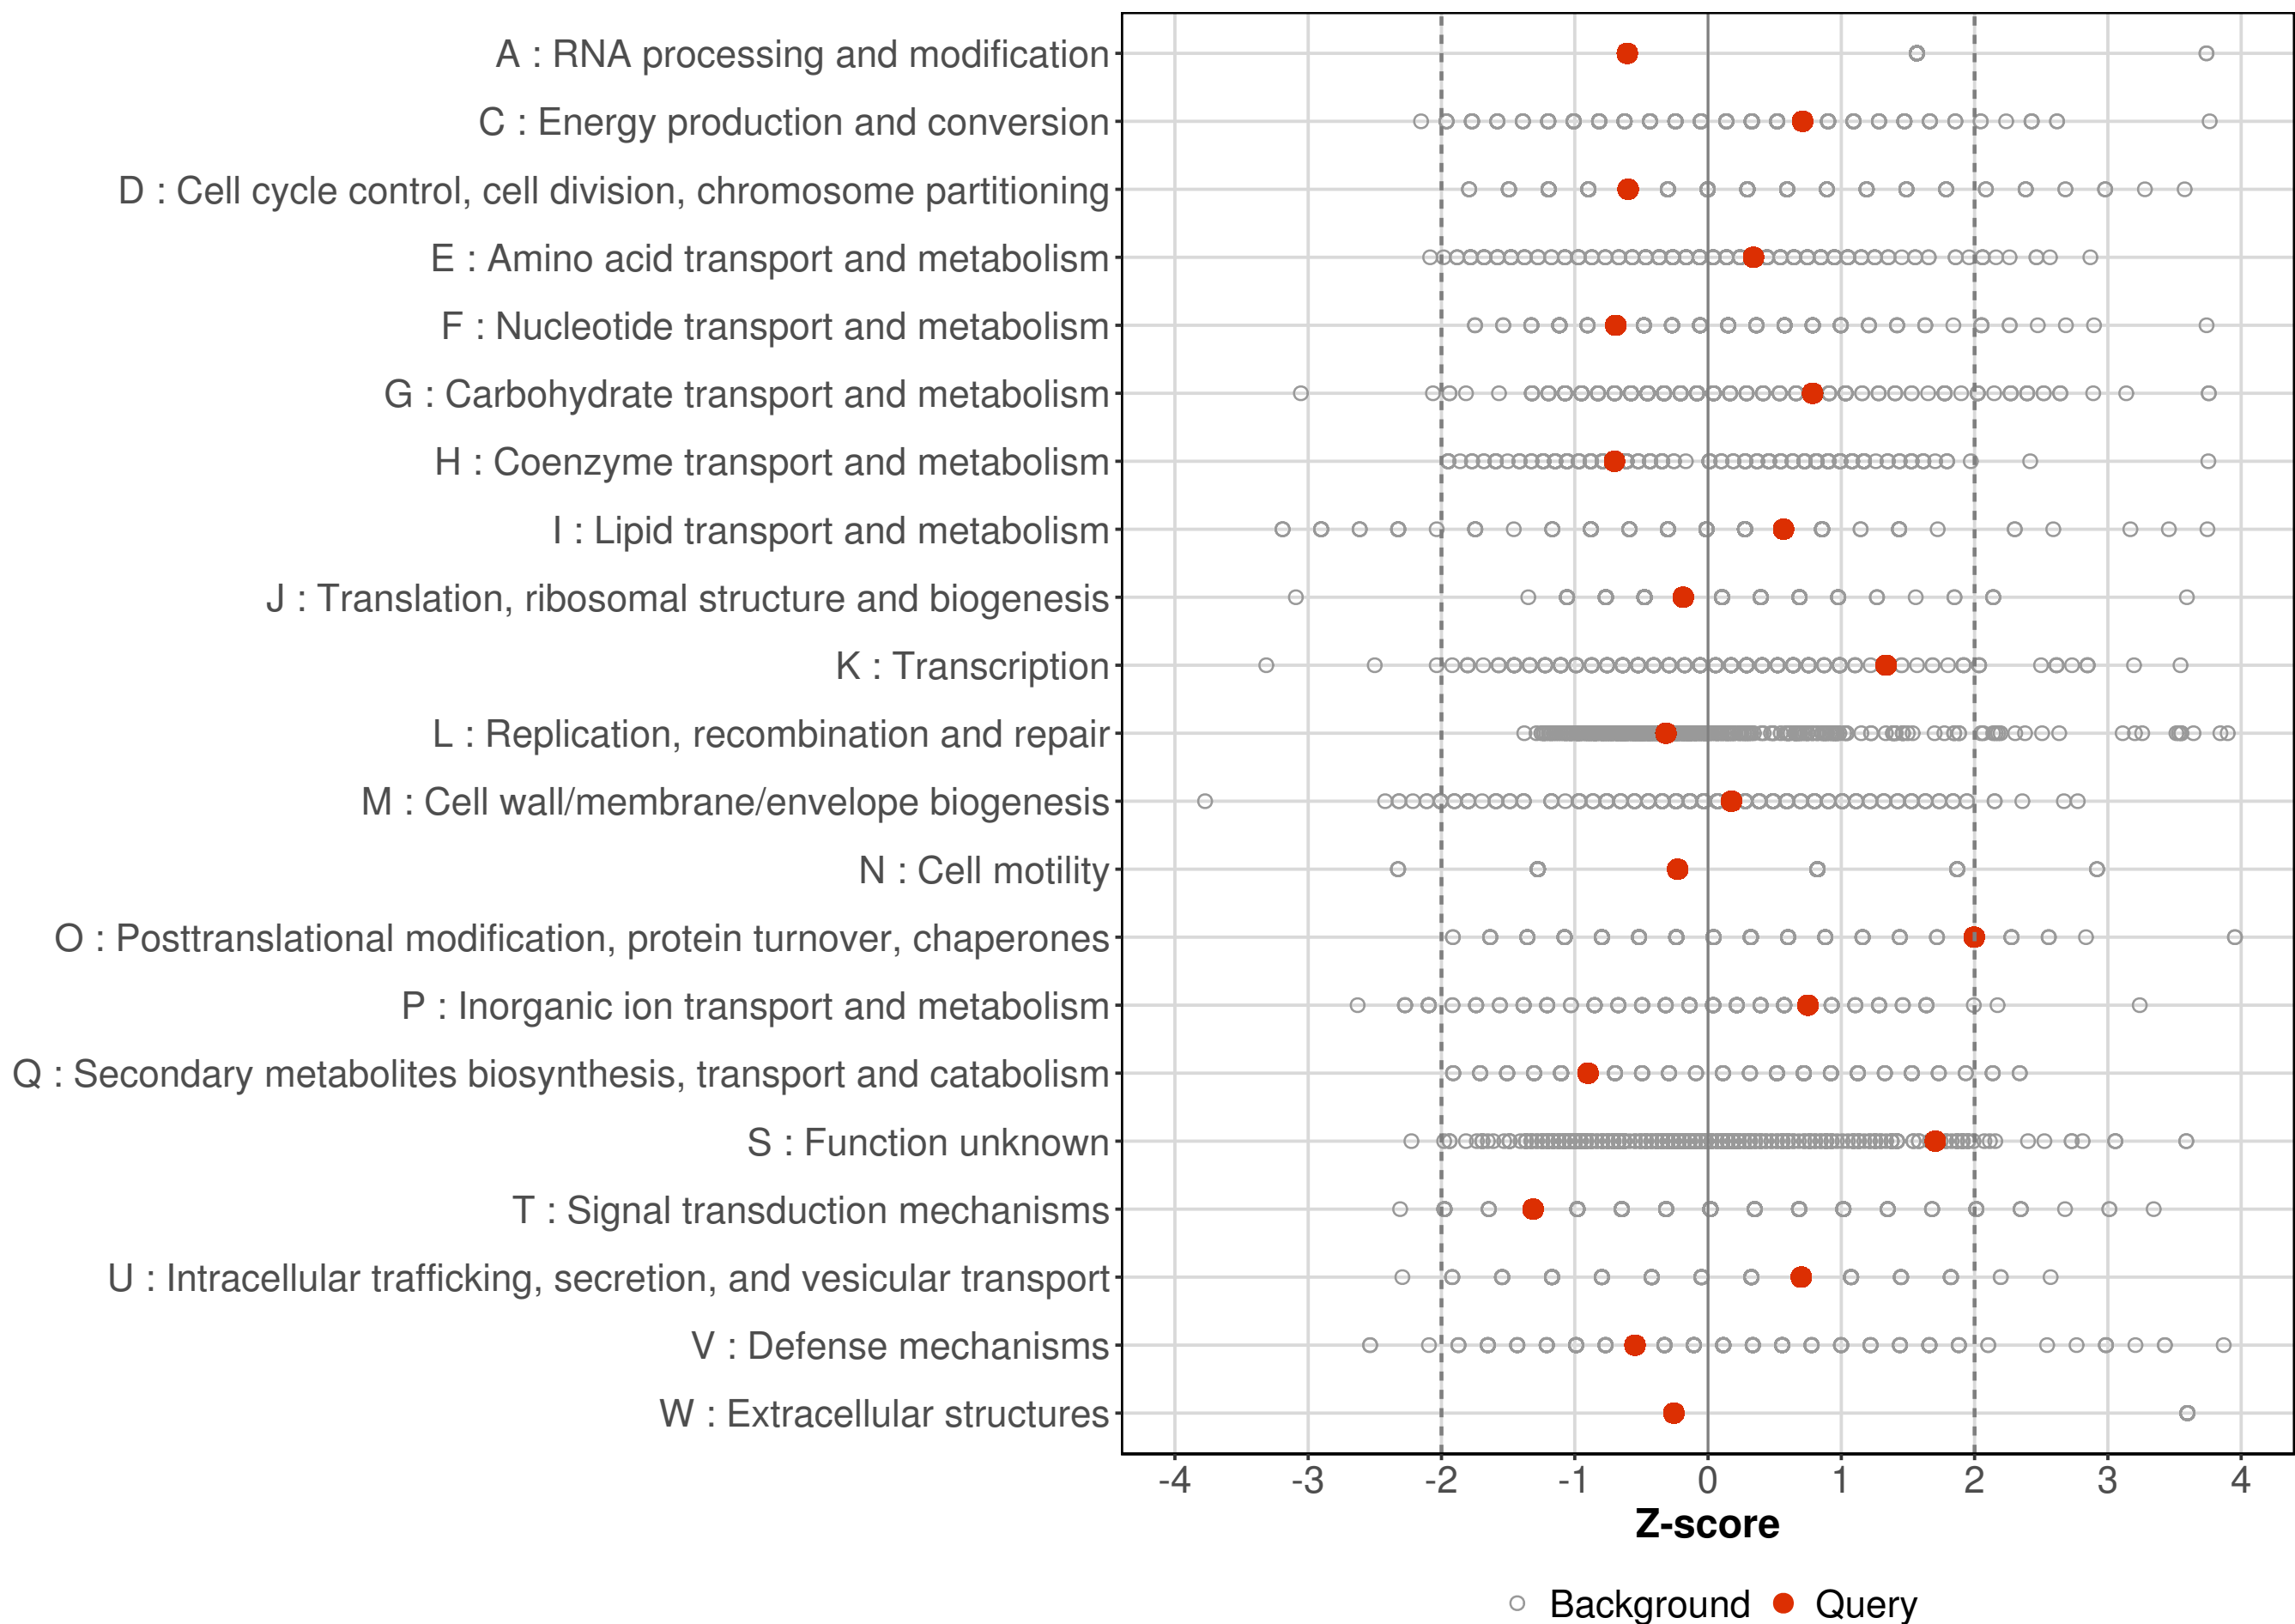 A : RNA processing and modification
C : Energy production and conversion
D : Cell cycle control, cell division, chromosome partitioning
E : Amino acid transport and metabolism
F : Nucleotide transport and metabolism
G : Carbohydrate transport and metabolism
H : Coenzyme transport and metabolism
I : Lipid transport and metabolism
J : Translation, ribosomal structure and biogenesis
K : Transcription
L : Replication, recombination and repair
M : Cell wall/membrane/envelope biogenesis
N : Cell motility
O : Posttranslational modification, protein turnover, chaperones
P : Inorganic ion transport and metabolism
Q : Secondary metabolites biosynthesis, transport and catabolism
S : Function unknown
T : Signal transduction mechanisms
U : Intracellular trafficking, secretion, and vesicular transport
V : Defense mechanisms
W : Extracellular structures
-4 -3 -2 -1 0 1 2 3 4
Z-score
Background Query